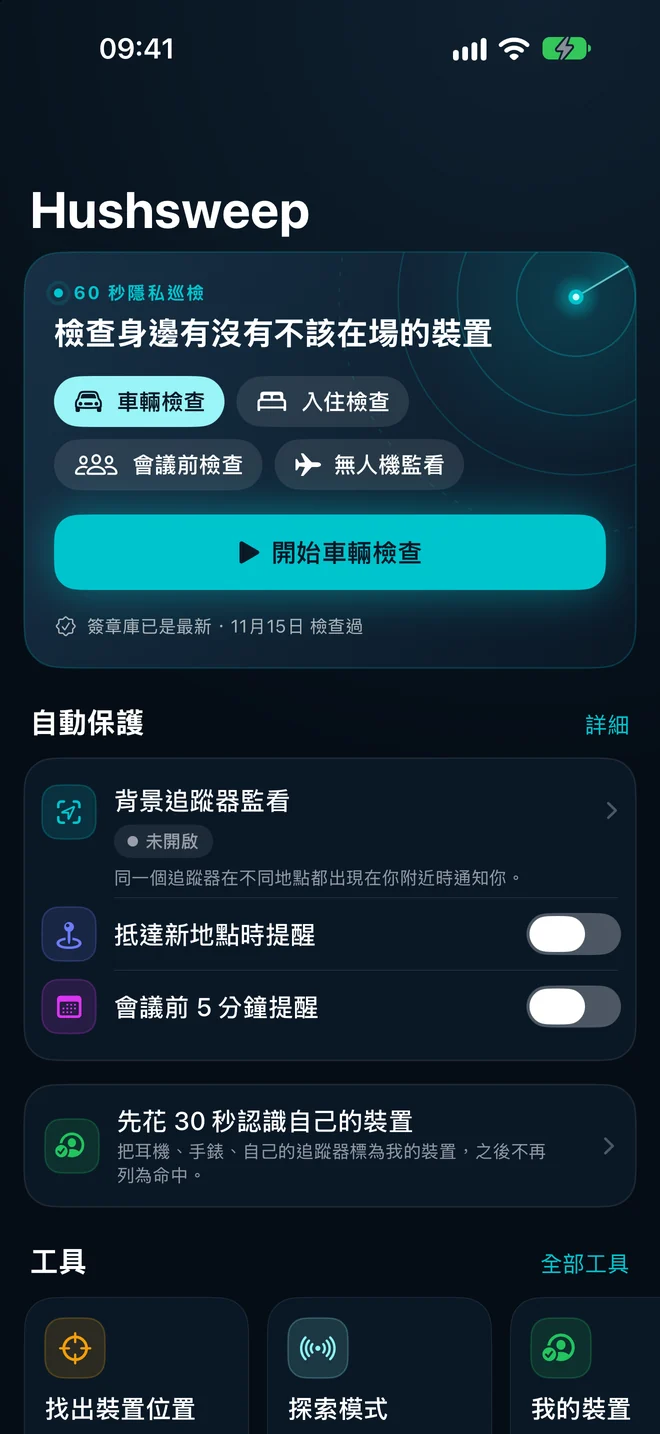 09:41
Hushsweep
60 秒隱私巡檢
檢查身邊有沒有不該在場的裝置
車輛檢查
入住檢查
會議前檢查
無人機監看
開始車輛檢查
簽章庫已是最新 · 11月15日 檢查過
自動保護
詳細
背景追蹤器監看
未開啟
同一個追蹤器在不同地點都出現在你附近時通知你。
抵達新地點時提醒
會議前 5 分鐘提醒
先花 30 秒認識自己的裝置
把耳機、手錶、自己的追蹤器標為我的裝置，之後不再
列為命中。
工具
全部工具
找出裝置位置
探索模式
我的裝置